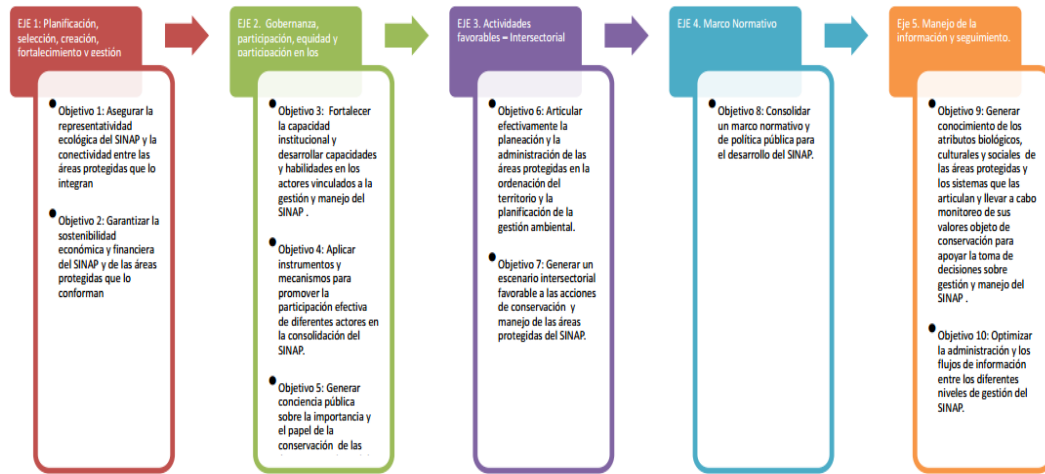 EJE 1: Planificación,
selección, creación,
fortalecimiento y gestión
Objetivo 1: Asegurar la
representatividad
ecológica del SINAP y la
conectividad entre las
áreas protegidas que lo
integran
Objetivo 2: Garantizar la
sostenibilidad
económica y financiera
del SINAP y de las áreas
protegidas que lo
conforman
EJE 2. Gobernanza,
participación, equidad y
participación en los
Objetivo 3: Fortalecer
la capacidad
institucional y
desarrollar capacidades
y habilidades en los
actores vinculados a la
gestión y manejo del
SINAP .
Objetivo 4: Aplicar
instrumentos y
mecanismos para
promover la
participación efectiva
de diferentes actores en
la consolidación del
SINAP.
Objetivo 5: Generar
conciencia pública
sobre la importancia y
el papel de la
conservación de las
EJE 3. Actividades
favorables – Intersectorial
Objetivo 6: Articular
efectivamente la
planeación y la
administración de las
áreas protegidas en la
ordenación del
territorio y la
planificación de la
gestión ambiental.
Objetivo 7: Generar un
escenario intersectorial
favorable a las acciones
de conservación y
manejo de las áreas
protegidas del SINAP.
EJE 4. Marco Normativo
Objetivo 8: Consolidar
un marco normativo y
de política pública para
el desarrollo del SINAP.
Eje 5. Manejo de la
información y seguimiento.
Objetivo 9: Generar
conocimiento de los
atributos biológicos,
culturales y sociales de
las áreas protegidas y
los sistemas que las
articulan y llevar a cabo
monitoreo de sus
valores objeto de
conservación para
apoyar la toma de
decisiones sobre
gestión y manejo del
SINAP .
Objetivo 10: Optimizar
la administración y los
flujos de información
entre los diferentes
niveles de gestión del
SINAP.